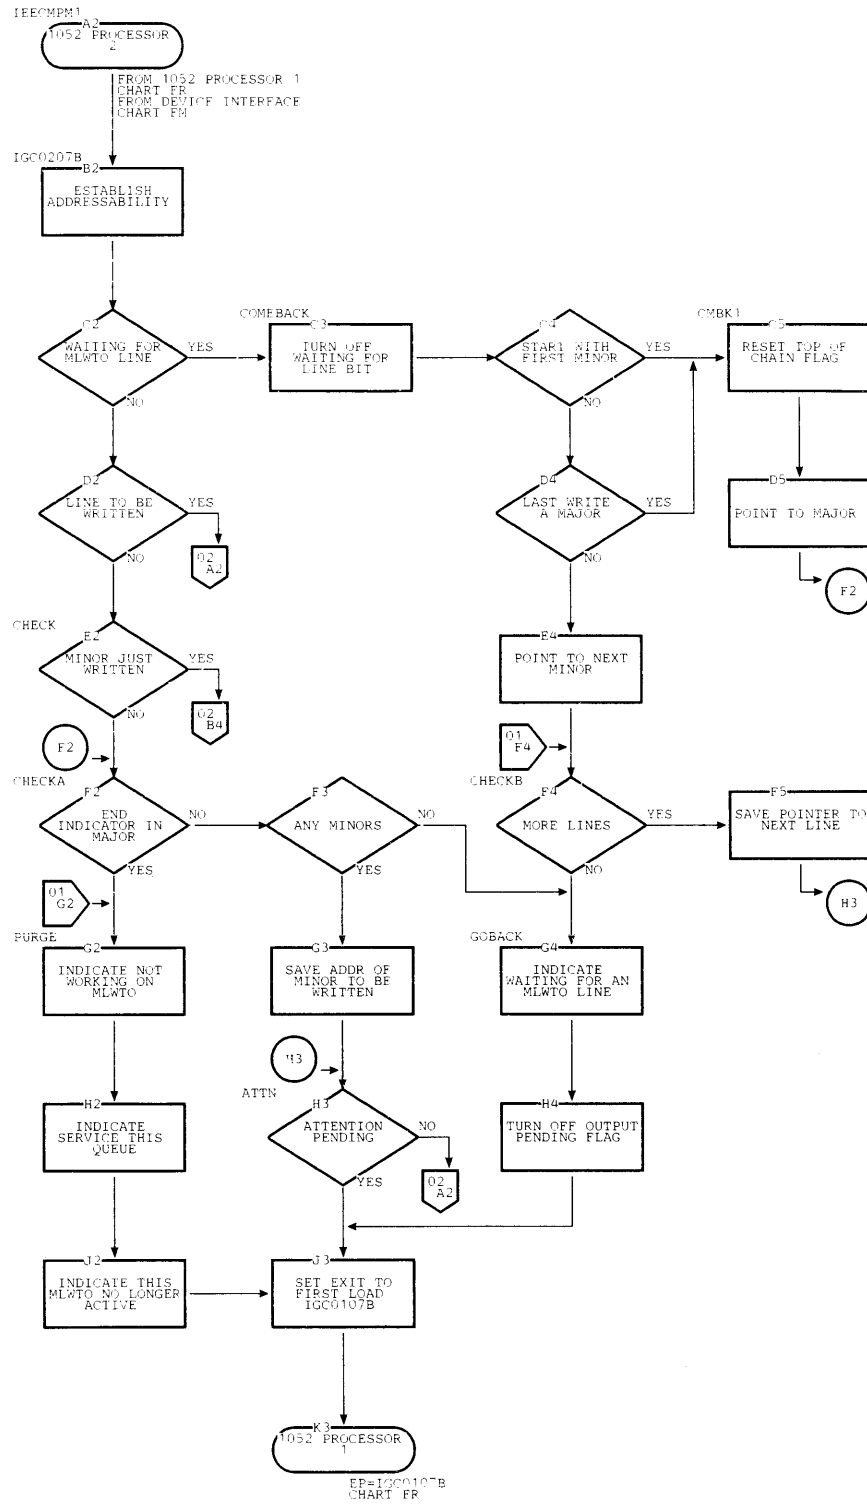 IEECMPM1
A2
1052 PROCESSOR
2
FROM 1052 PROCESSOR 1
CHART FR
FROM DEVICE INTERFACE
CHART FM
IGC0207B
B2
ESTABLISH
ADDRESSABILITY
C2
WAITING FOR
MLWTO LINE
YES
NO
COMEBACK
C3
TURN OFF
WAITING FOR
LINE BIT
C4
START WITH
FIRST MINOR
YES
NO
CMBK1
C5
RESET TOP OF
CHAIN FLAG
D2
LINE TO BE
WRITTEN
YES
NO
02
A2
D4
LAST WRITE
A MAJOR
YES
NO
D5
POINT TO MAJOR
F2
CHECK
E2
MINOR JUST
WRITTEN
YES
NO
02
B4
E4
POINT TO NEXT
MINOR
F2
01
F4
CHECKA
F2
END
INDICATOR IN
MAJOR
NO
YES
F3
ANY MINORS
NO
YES
CHECKB
F4
MORE LINES
YES
NO
F5
SAVE POINTER TO
NEXT LINE
H3
01
G2
PURGE
G2
INDICATE NOT
WORKING ON
MLWTO
G3
SAVE ADDR OF
MINOR TO BE
WRITTEN
GOBACK
G4
INDICATE
WAITING FOR AN
MLWTO LINE
H3
H2
INDICATE
SERVICE THIS
QUEUE
ATTN
H3
ATTENTION
PENDING
NO
YES
02
A2
H4
TURN OFF OUTPUT
PENDING FLAG
J2
INDICATE THIS
MLWTO NO LONGER
ACTIVE
J3
SET EXIT TO
FIRST LOAD
IGC0107B
K3
1052 PROCESSOR
1
EP=IGC0107B
CHART FR